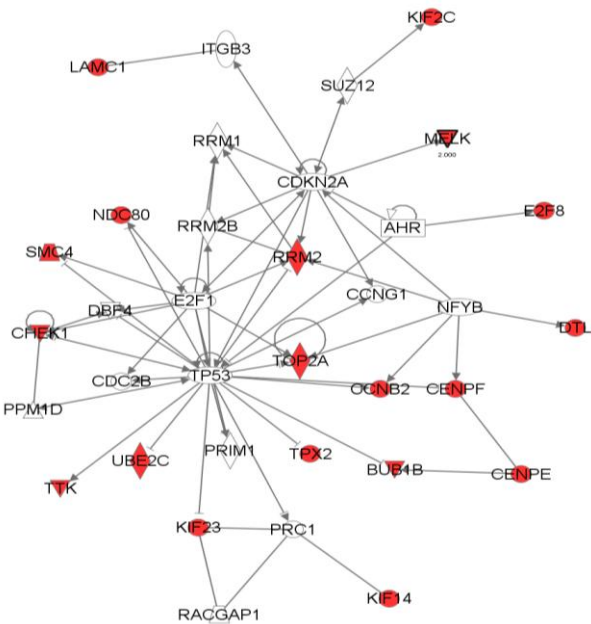 KIF2C
ITGB3
LAMC1
SUZ12
RRM1
MELK
2.000
CDKN2A
NDC80
E2F8
RRM2B
AHR
SMC4
RRM2
CCNG1
E2F1
DBF4
NFYB
CHEK1
DTL
TOP2A
CDC2B
TP53
CCNB2
CENPF
PPM1D
PRIM1
TPX2
UBE2C
BUB1B
CENPE
TTK
KIF23
PRC1
KIF14
RACGAP1